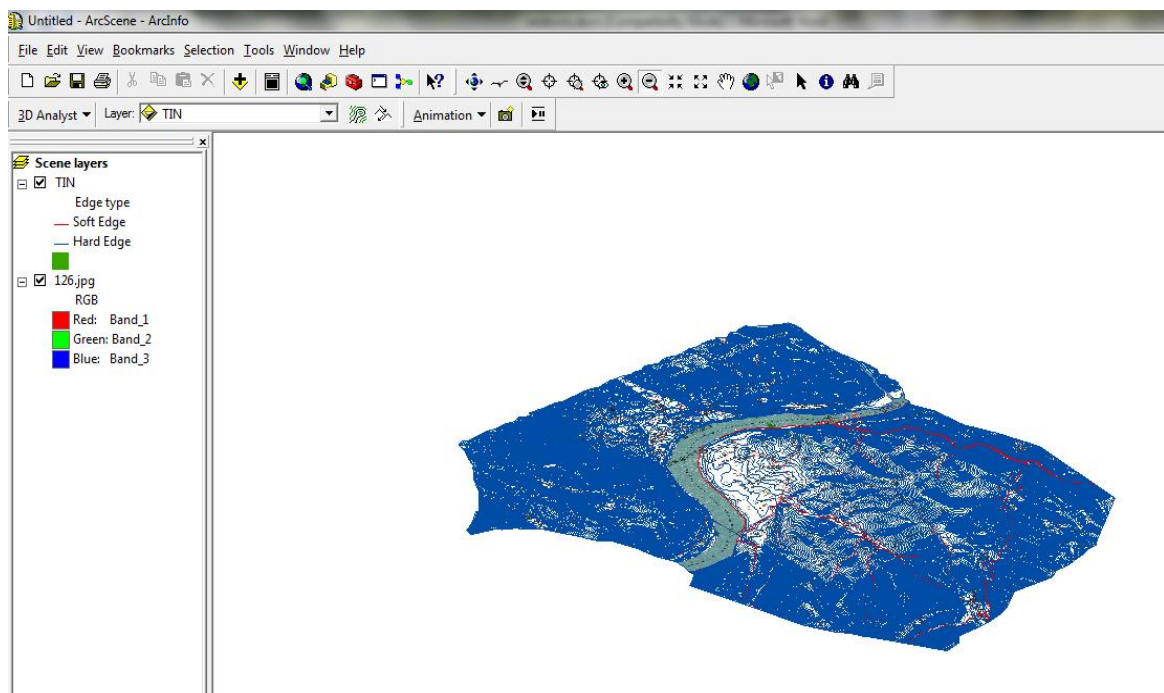 Untitled - ArcScene - ArcInfo
File Edit View Bookmarks Selection Tools Window Help
3D Analyst Layer: TIN Animation
Scene layers
TIN
Edge type
Soft Edge
Hard Edge
126.jpg
RGB
Red: Band_1
Green: Band_2
Blue: Band_3